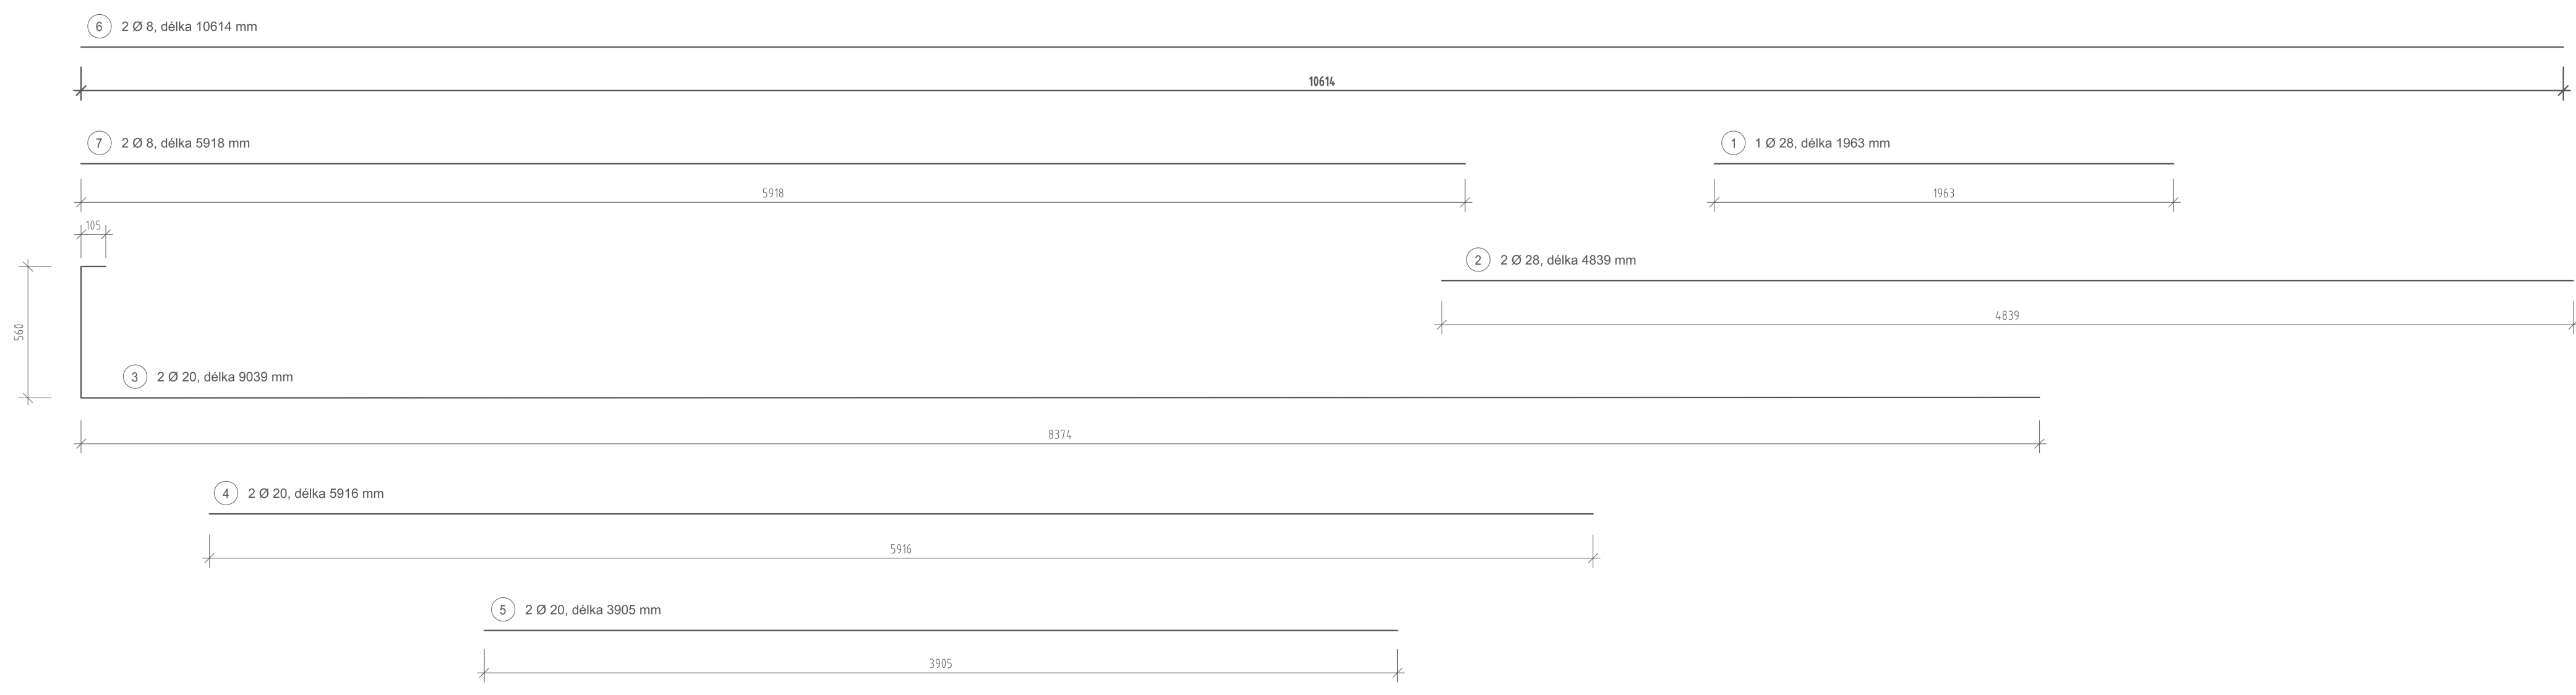 6 2 Ø 8, délka 10614 mm
10614
7 2 Ø 8, délka 5918 mm
1 1 Ø 28, délka 1963 mm
5918
1963
105
2 2 Ø 28, délka 4839 mm
4839
560
3 2 Ø 20, délka 9039 mm
8374
4 2 Ø 20, délka 5916 mm
5916
5 2 Ø 20, délka 3905 mm
3905